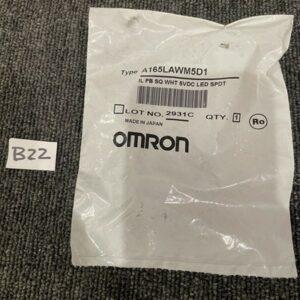 Type A165LAWM5D1
IL PB SQ WHT 5VDC LED SPDT
LOT NO. 2931C QTY. 1
MADE IN JAPAN
Ro
OMRON
B22